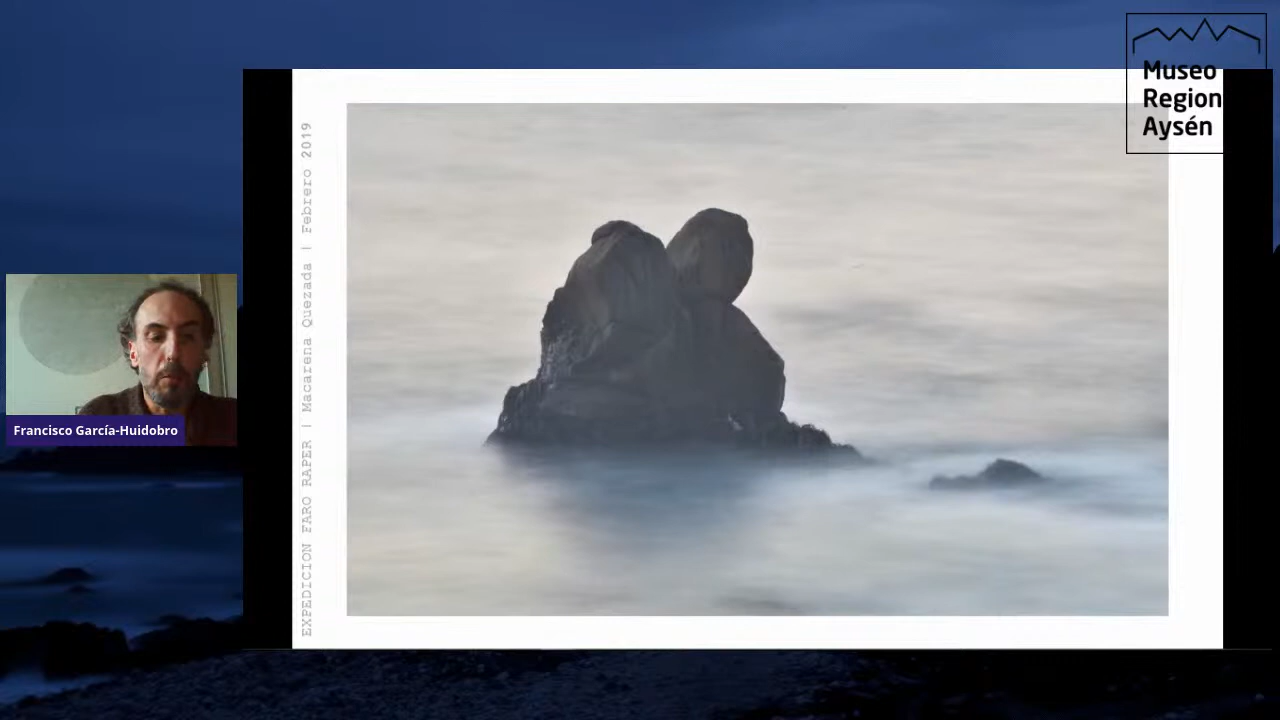 Museo
Region
Aysén
EXPEDICION FARO RAPER | Macarena Quezada | Febrero 2019
Francisco García-Huidobro